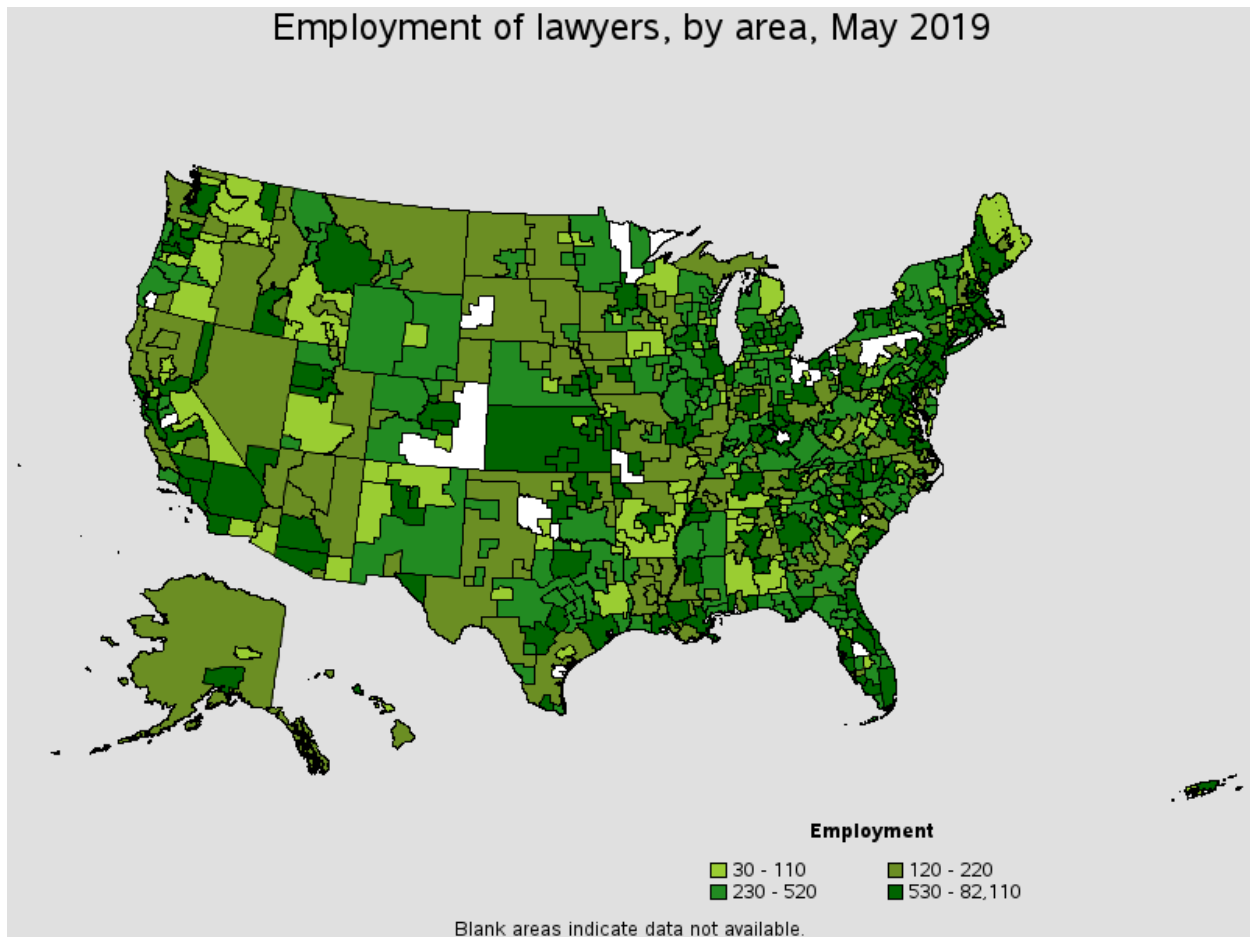 Employment of lawyers, by area, May 2019
Employment
30 - 110
120 - 220
230 - 520
530 - 82,110
Blank areas indicate data not available.